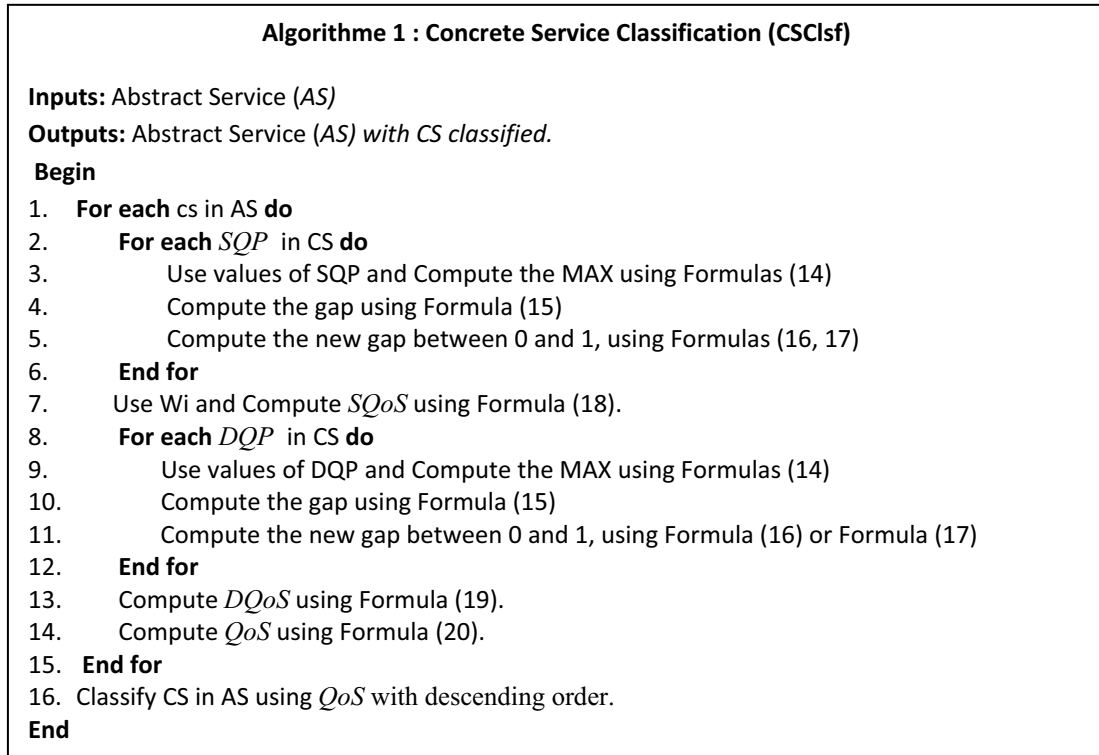 Algorithme 1 : Concrete Service Classification (CSClsf)
Inputs: Abstract Service (AS)
Outputs: Abstract Service (AS) with CS classified.
Begin
1. For each cs in AS do
2. For each SQP in CS do
3. Use values of SQP and Compute the MAX using Formulas (14)
4. Compute the gap using Formula (15)
5. Compute the new gap between 0 and 1, using Formulas (16, 17)
6. End for
7. Use Wi and Compute SQoS using Formula (18).
8. For each DQP in CS do
9. Use values of DQP and Compute the MAX using Formulas (14)
10. Compute the gap using Formula (15)
11. Compute the new gap between 0 and 1, using Formula (16) or Formula (17)
12. End for
13. Compute DQoS using Formula (19).
14. Compute QoS using Formula (20).
15. End for
16. Classify CS in AS using QoS with descending order.
End